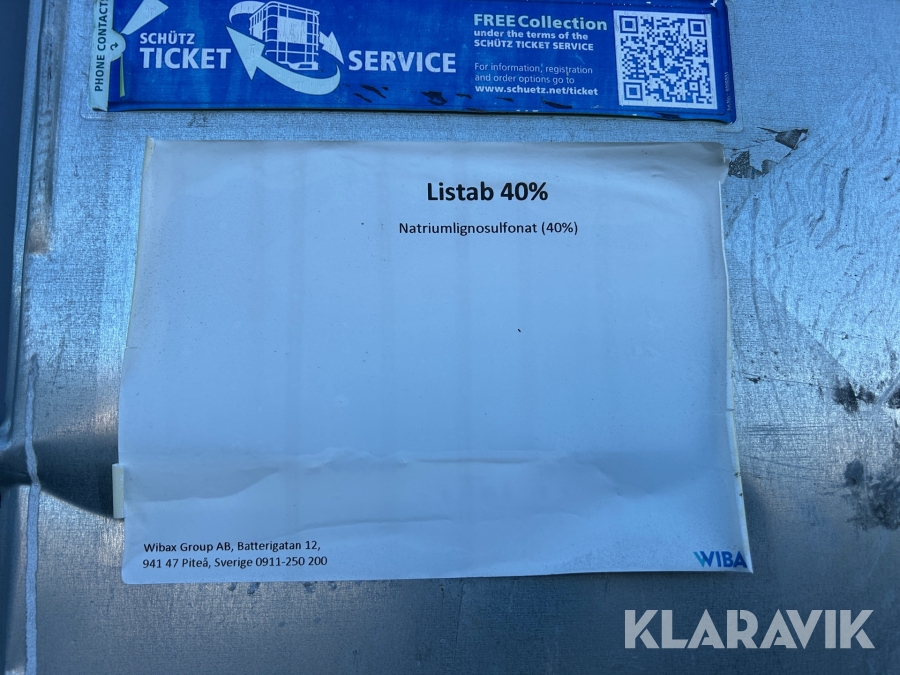 PHONE CONTACTS
SCHÜTZ
TICKET SERVICE
FREE Collection
under the terms of the
SCHÜTZ TICKET SERVICE
For information, registration
and order options go to
www.schuetz.net/ticket
Listab 40%
Natriumlignosulfonat (40%)
Wibax Group AB, Batterigatan 12,
941 47 Piteå, Sverige 0911-250 200
WIBA
KLARAVIK